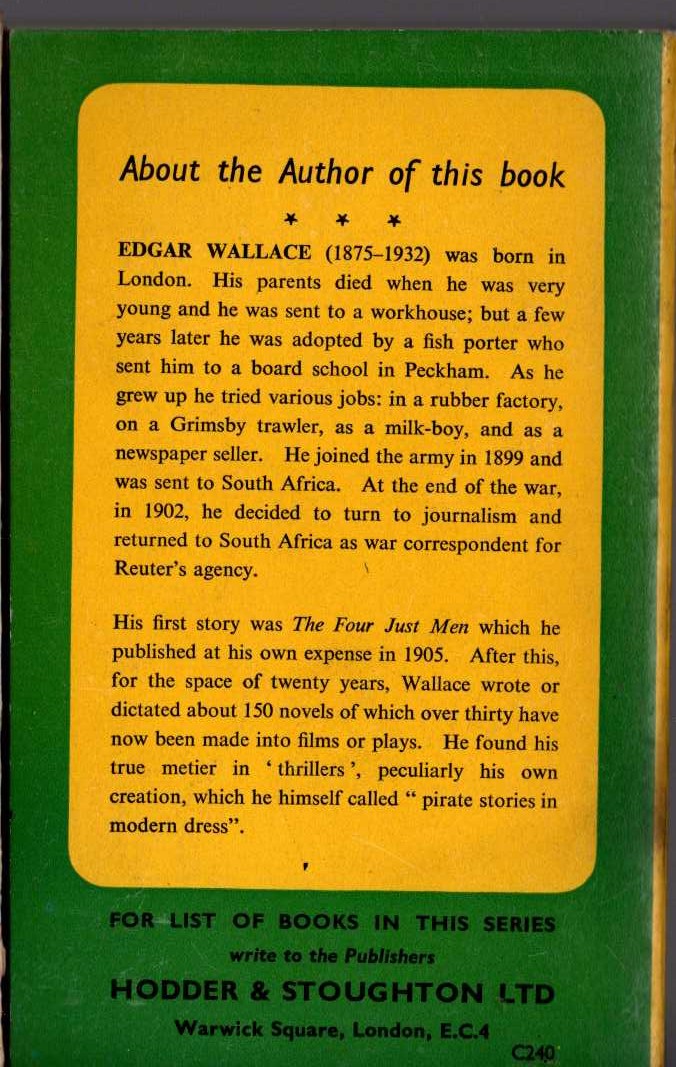 About the Author of this book
* * *
EDGAR WALLACE (1875–1932) was born in
London. His parents died when he was very
young and he was sent to a workhouse; but a few
years later he was adopted by a fish porter who
sent him to a board school in Peckham. As he
grew up he tried various jobs: in a rubber factory,
on a Grimsby trawler, as a milk-boy, and as a
newspaper seller. He joined the army in 1899 and
was sent to South Africa. At the end of the war,
in 1902, he decided to turn to journalism and
returned to South Africa as war correspondent for
Reuter's agency.
His first story was The Four Just Men which he
published at his own expense in 1905. After this,
for the space of twenty years, Wallace wrote or
dictated about 150 novels of which over thirty have
now been made into films or plays. He found his
true metier in ‘ thrillers ’, peculiarly his own
creation, which he himself called “ pirate stories in
modern dress”.
FOR LIST OF BOOKS IN THIS SERIES
write to the Publishers
HODDER & STOUGHTON LTD
Warwick Square, London, E.C.4
C240